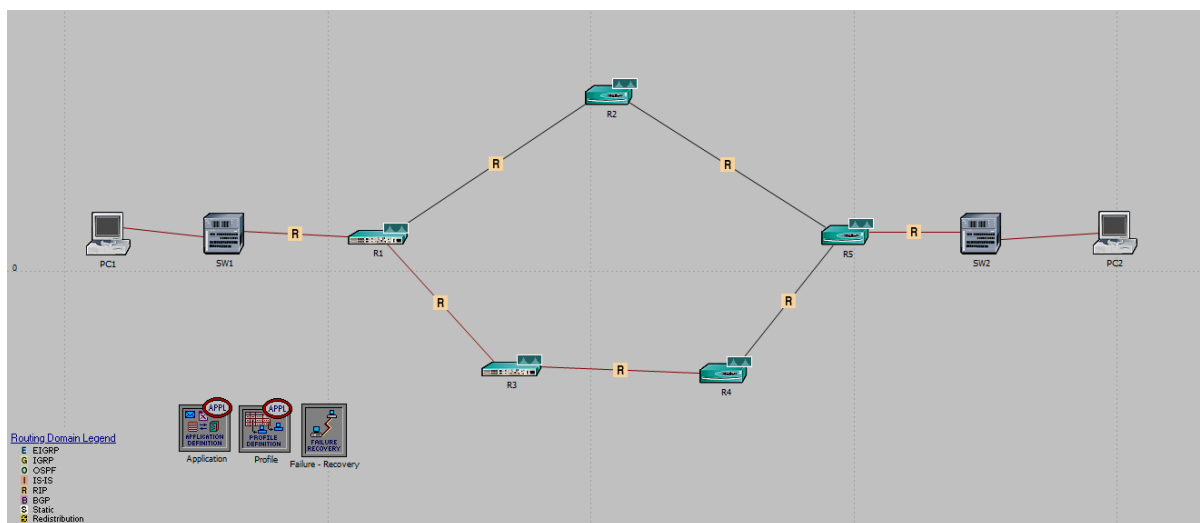 R2
R
R
PC1
SW1
R
R1
R5
R
SW2
PC2
0
R
R
R3
R
R4
APPL
APPLICATION
DEFINITION
Application
APPL
PROFILE
DEFINITION
Profile
FAILURE
RECOVERY
Failure - Recovery
Routing Domain Legend
E EIGRP
G IGRP
O OSPF
I IS-IS
R RIP
B BGP
S Static
Redistribution